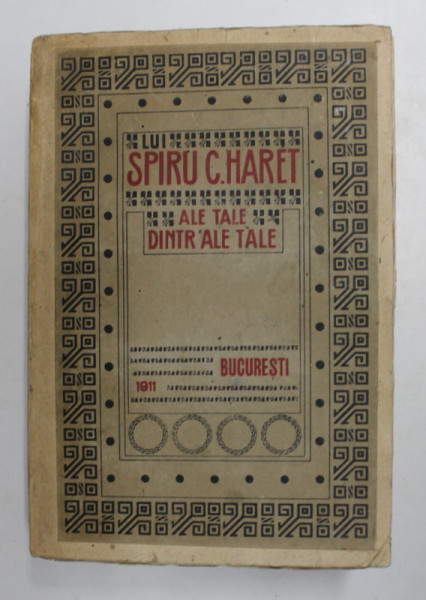 LUI
SPIRU C. HARET
ALE TALE
DINTR'ALE TALE
BUCUREȘTI
1911